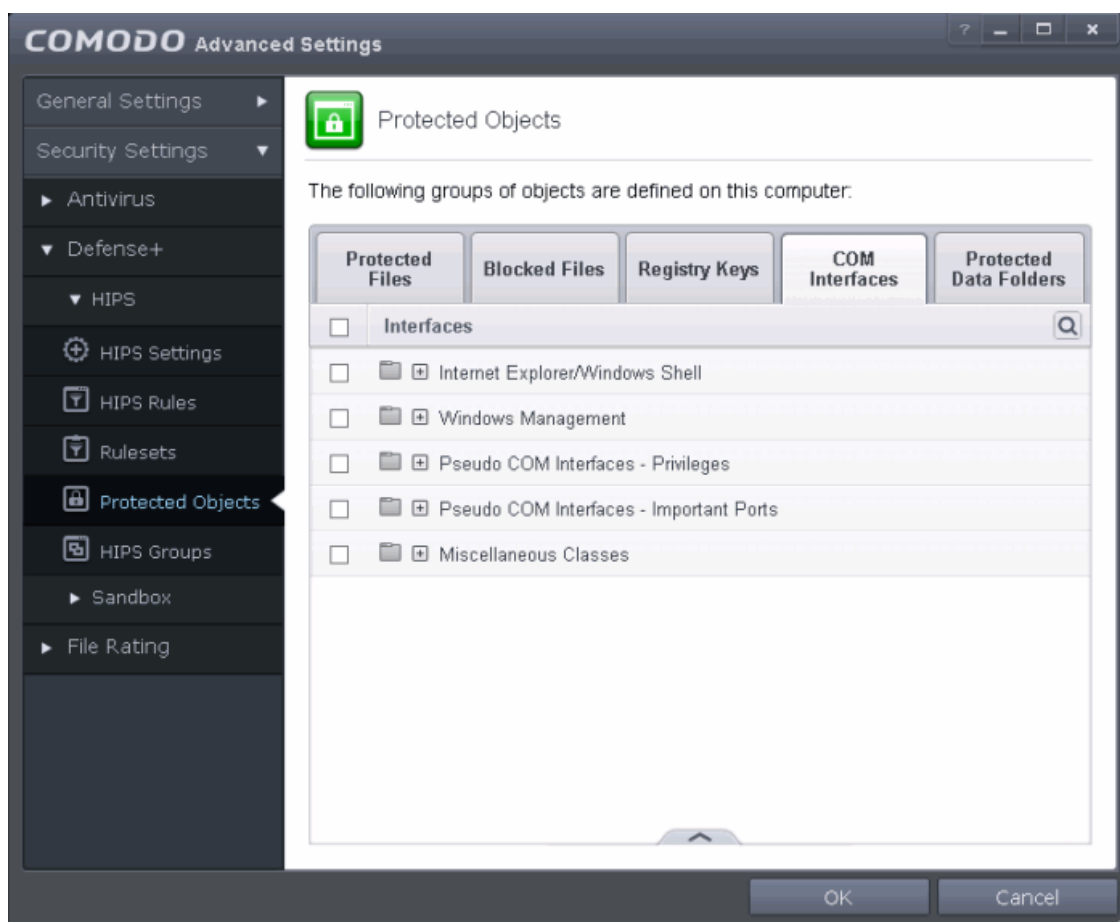 COMODO Advanced Settings
?
General Settings
Security Settings
Antivirus
Defense+
HIPS
HIPS Settings
HIPS Rules
Rulesets
Protected Objects
HIPS Groups
Sandbox
File Rating
Protected Objects
The following groups of objects are defined on this computer:
Protected Files
Blocked Files
Registry Keys
COM Interfaces
Protected Data Folders
Interfaces
Internet Explorer/Windows Shell
Windows Management
Pseudo COM Interfaces - Privileges
Pseudo COM Interfaces - Important Ports
Miscellaneous Classes
OK
Cancel